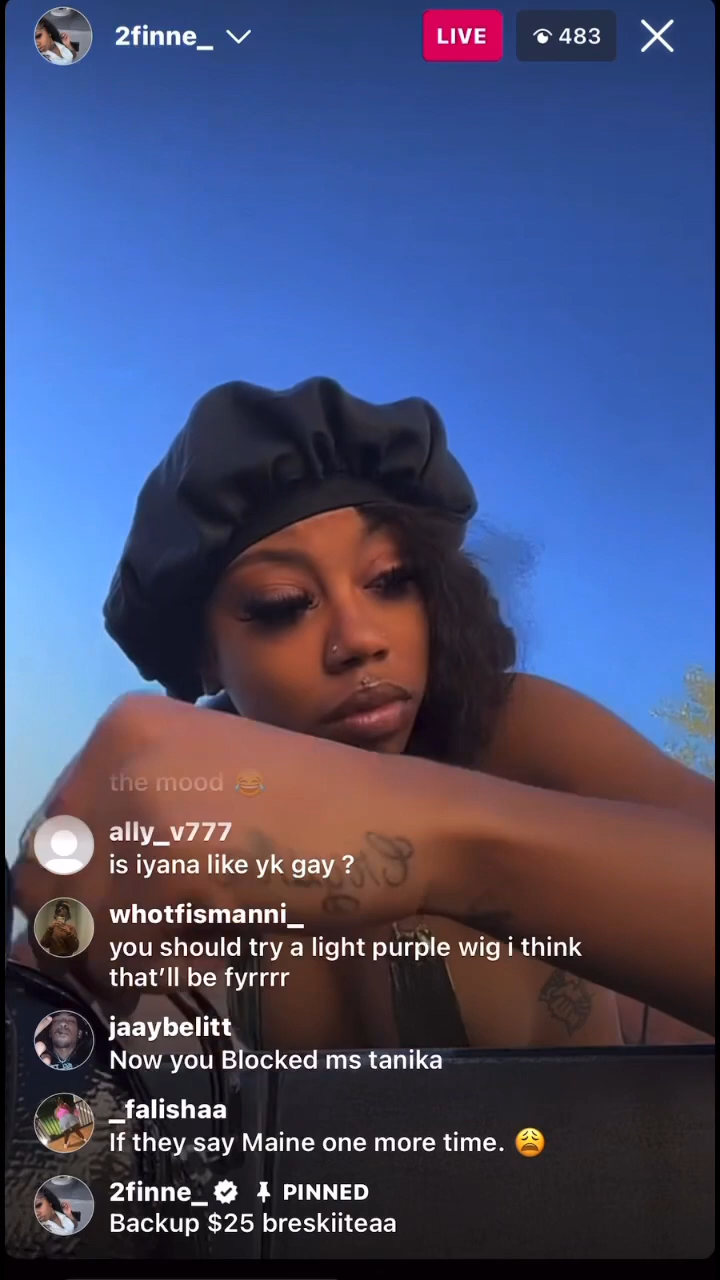 2finne_
LIVE
483
the mood 😂
ally_v777
is iyana like yk gay ?
whotfismanni_
you should try a light purple wig i think
that’ll be fyrrrr
jaaybelitt
Now you Blocked ms tanika
_falishaa
If they say Maine one more time. 😩
2finne_ PINNED
Backup $25 breskiiteaa